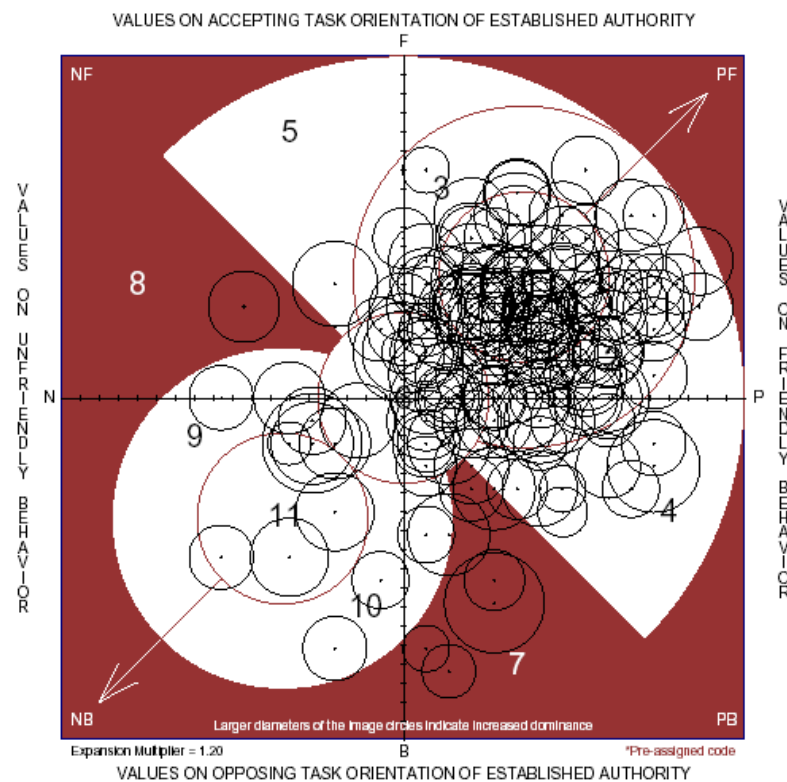 VALUES ON ACCEPTING TASK ORIENTATION OF ESTABLISHED AUTHORITY
F
NF
PF
5
3
VALUES ON UNFRIENDLY BEHAVIOR
VALUES ON FRIENDLY BEHAVIOR
8
2
1
N
P
9
4
11
10
7
NB
Larger diameters of the image circles indicate increased dominance
PB
Expansion Multiplier = 1.20
B
*Pre-assigned code
VALUES ON OPPOSING TASK ORIENTATION OF ESTABLISHED AUTHORITY